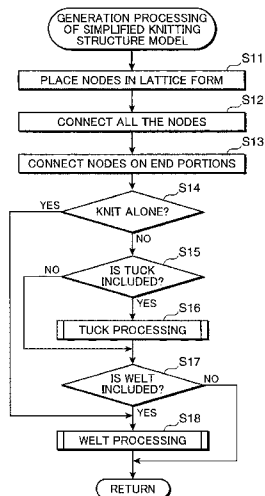 GENERATION PROCESSING
OF SIMPLIFIED KNITTING
STRUCTURE MODEL
S11
PLACE NODES IN LATTICE FORM
S12
CONNECT ALL THE NODES
S13
CONNECT NODES ON END PORTIONS
S14
YES
KNIT ALONE?
NO
S15
NO
IS TUCK
INCLUDED?
YES
S16
TUCK PROCESSING
S17
IS WELT
INCLUDED?
NO
YES
S18
WELT PROCESSING
RETURN